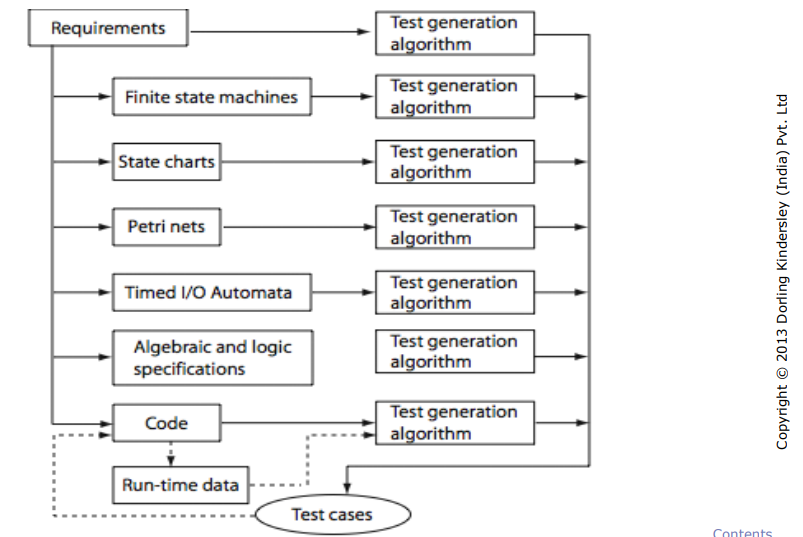 Requirements
Test generation
algorithm
Finite state machines
Test generation
algorithm
State charts
Test generation
algorithm
Petri nets
Test generation
algorithm
Timed I/O Automata
Test generation
algorithm
Algebraic and logic
specifications
Test generation
algorithm
Code
Test generation
algorithm
Run-time data
Test cases
Copyright © 2013 Dorling Kindersley (India) Pvt. Ltd
Contents